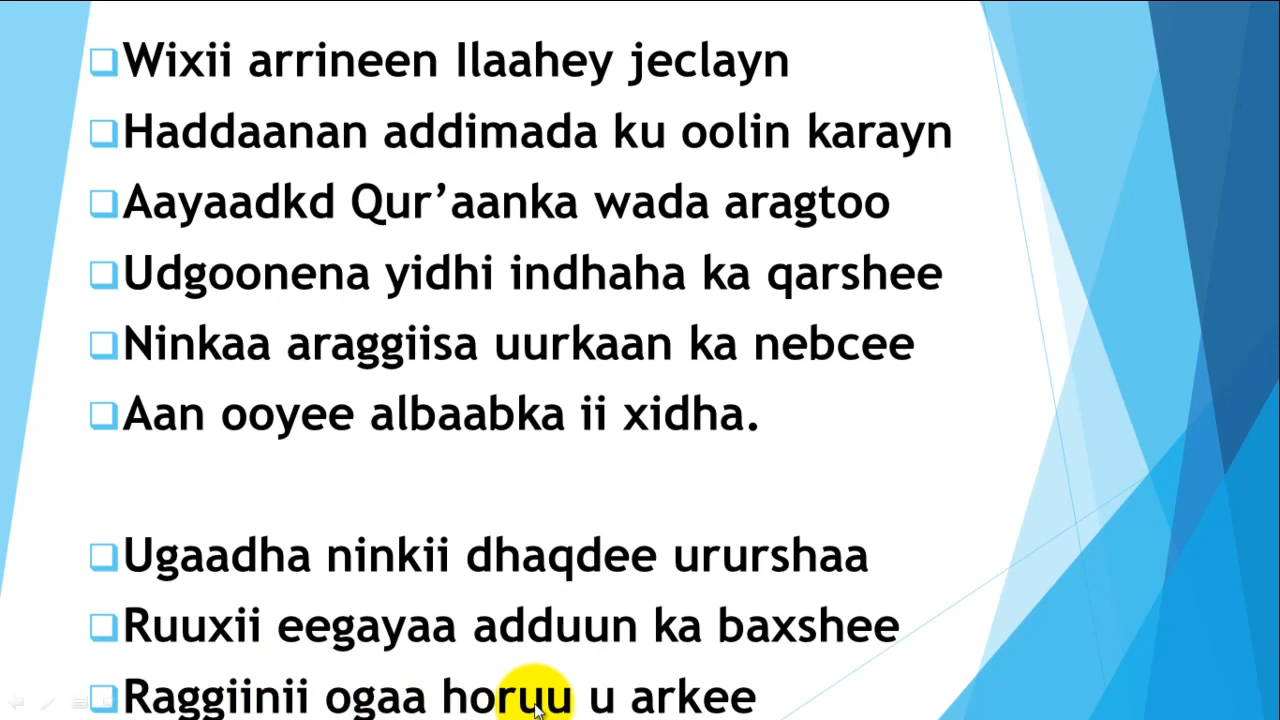 Wixii arrineen Ilaahey jeclayn
Haddaanan addimada ku oolin karayn
Aayaadkd Qur’aanka wada aragtoo
Udgoonena yidhi indhaha ka qarshee
Ninkaa araggiisa uurkaan ka nebcee
Aan ooyee albaabka ii xidha.
Ugaadha ninkii dhaqdee ururshaa
Ruuxii eegayaa adduun ka baxshee
Raggiinii ogaa horuu u arkee